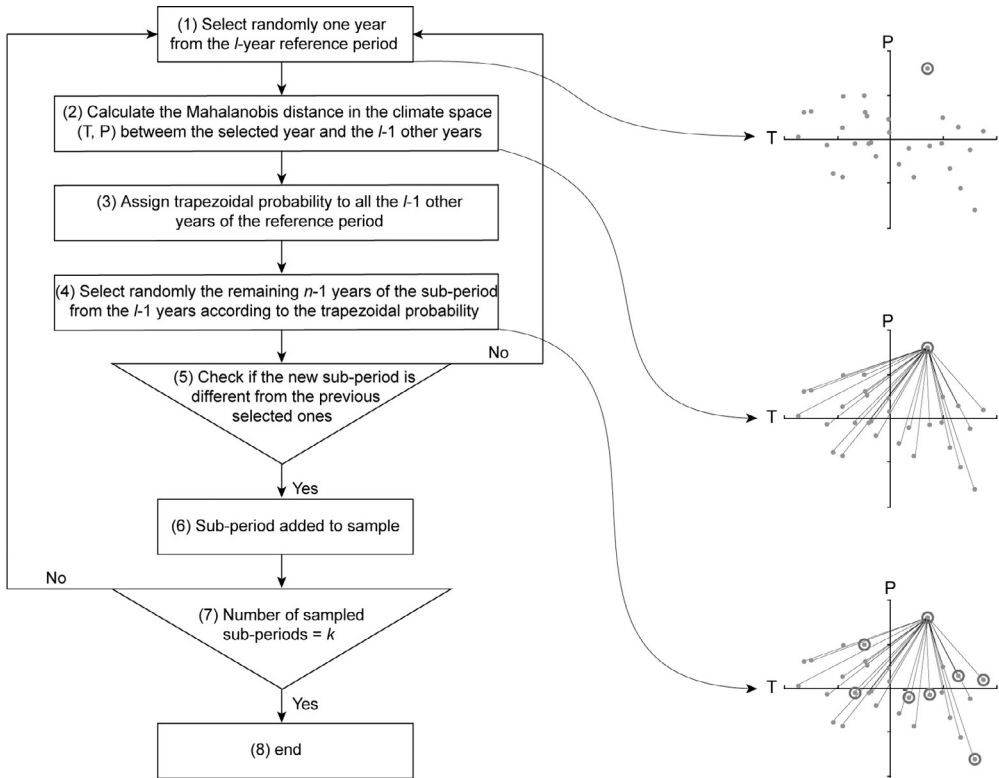 (1) Select randomly one year
from the l-year reference period
(2) Calculate the Mahalanobis distance in the climate space
(T, P) betweem the selected year and the l-1 other years
(3) Assign trapezoidal probability to all the l-1 other
years of the reference period
(4) Select randomly the remaining n-1 years of the sub-period
from the l-1 years according to the trapezoidal probability
No
(5) Check if the new sub-period is
different from the previous
selected ones
Yes
(6) Sub-period added to sample
No
(7) Number of sampled
sub-periods = k
Yes
(8) end
P
T
P
T
P
T